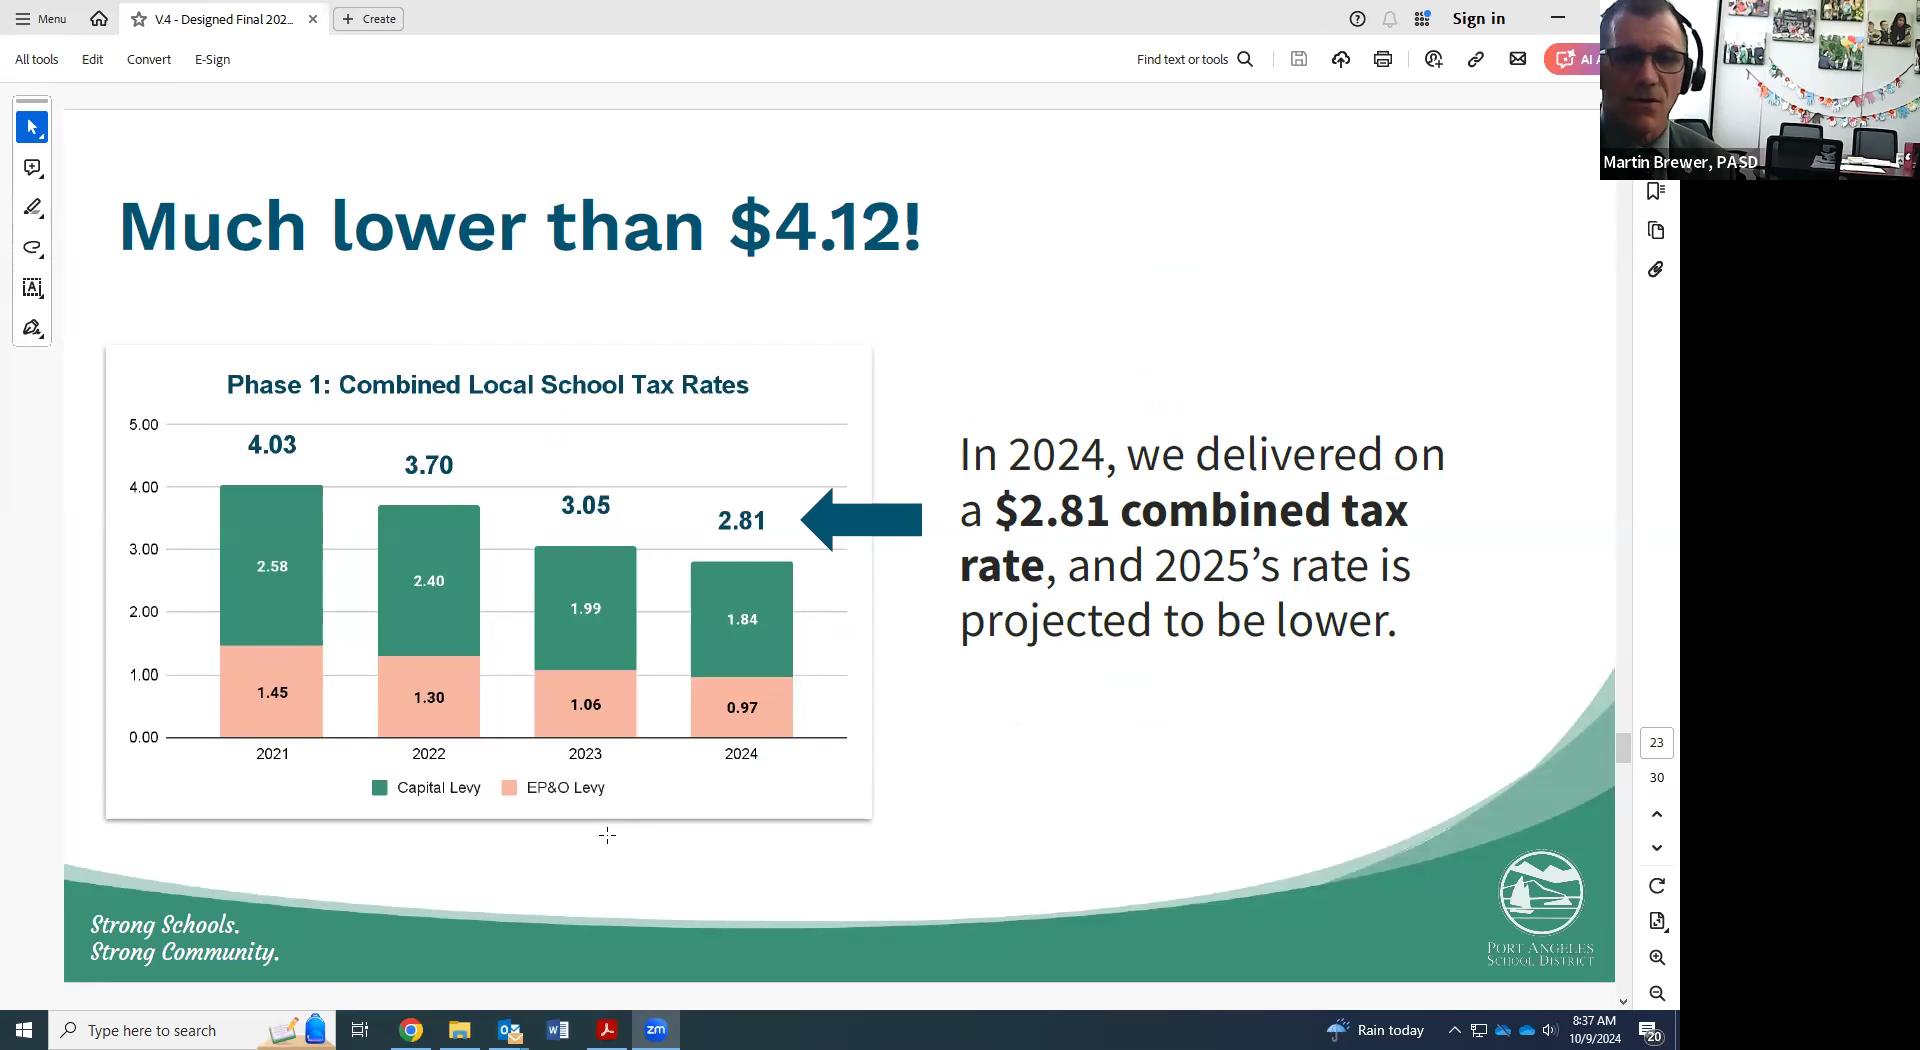 Menu
V.4 - Designed Final 202...
Create
Sign in
All tools
Edit
Convert
E-Sign
Find text or tools
AI
Martin Brewer, PASD
Much lower than $4.12!
Phase 1: Combined Local School Tax Rates
5.00
4.00
3.00
2.00
1.00
0.00
4.03
3.70
3.05
2.81
2.58
2.40
1.99
1.84
1.45
1.30
1.06
0.97
2021
2022
2023
2024
Capital Levy
EP&O Levy
In 2024, we delivered on
a $2.81 combined tax
rate, and 2025’s rate is
projected to be lower.
23
30
Strong Schools.
Strong Community.
PORT ANGELES
SCHOOL DISTRICT
Type here to search
zm
Rain today
8:37 AM
10/9/2024
20